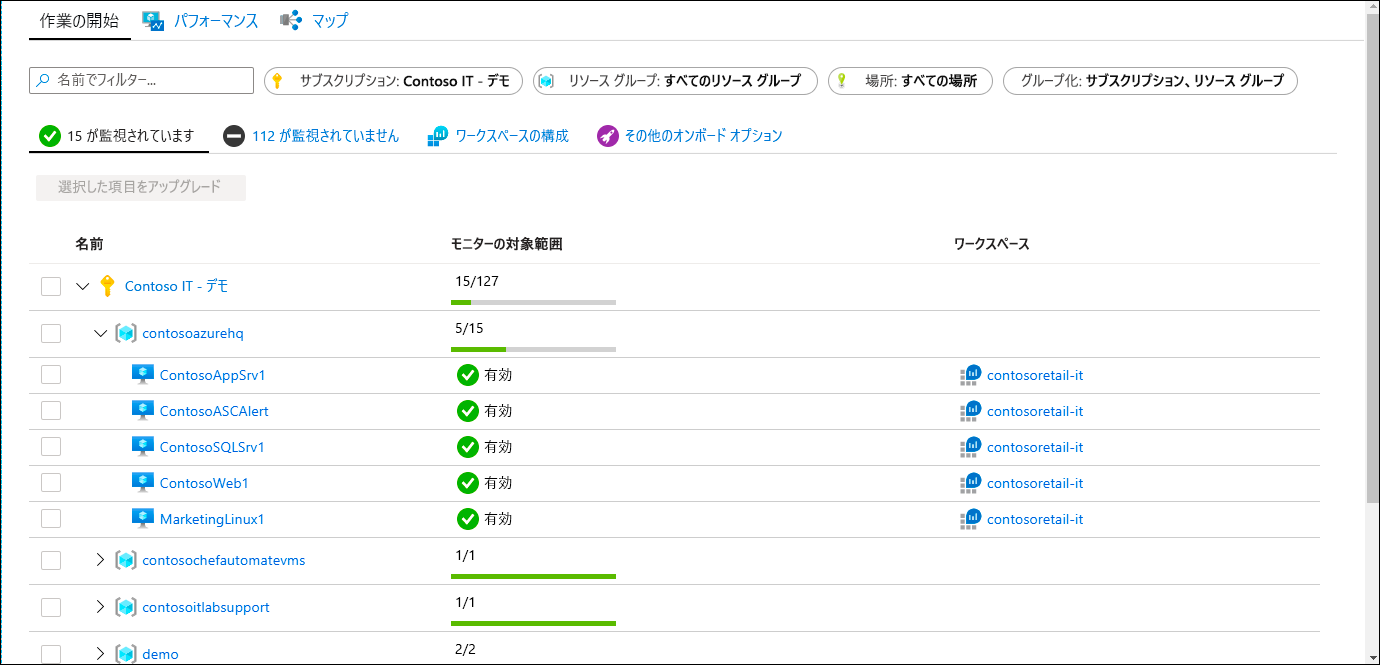 作業の開始 パフォーマンス マップ
名前でフィルター... サブスクリプション: Contoso IT - デモ リソース グループ: すべてのリソース グループ 場所: すべての場所 グループ化: サブスクリプション、リソース グループ
15 が監視されています 112 が監視されていません ワークスペースの構成 その他のオンボード オプション
選択した項目をアップグレード
名前 モニターの対象範囲 ワークスペース
Contoso IT - デモ 15/127
contosoazurehq 5/15
ContosoAppSrv1 有効 contosoretail-it
ContosoASCAlert 有効 contosoretail-it
ContosoSQLSrv1 有効 contosoretail-it
ContosoWeb1 有効 contosoretail-it
MarketingLinux1 有効 contosoretail-it
contosochefautomatevms 1/1
contosoitlabsupport 1/1
demo 2/2